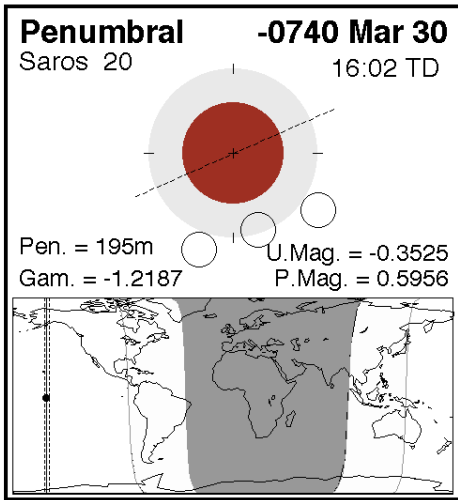 Penumbral -0740 Mar 30
Saros 20 16:02 TD
Pen. = 195m U.Mag. = -0.3525
Gam. = -1.2187 P.Mag. = 0.5956